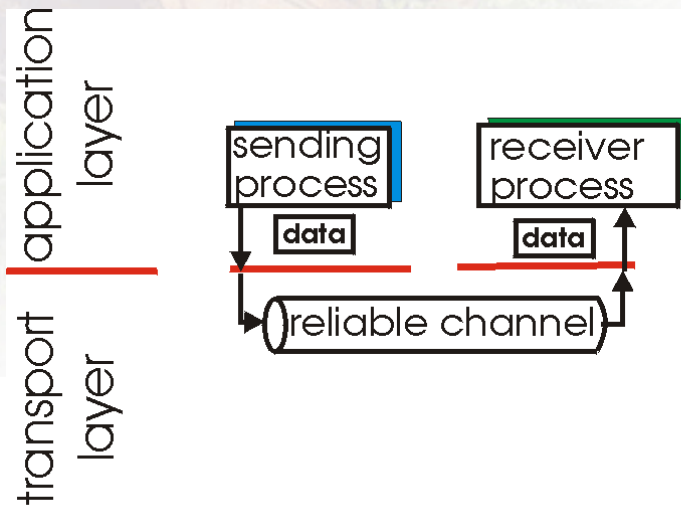 application
layer
sending
process
data
receiver
process
data
transport
layer
reliable channel